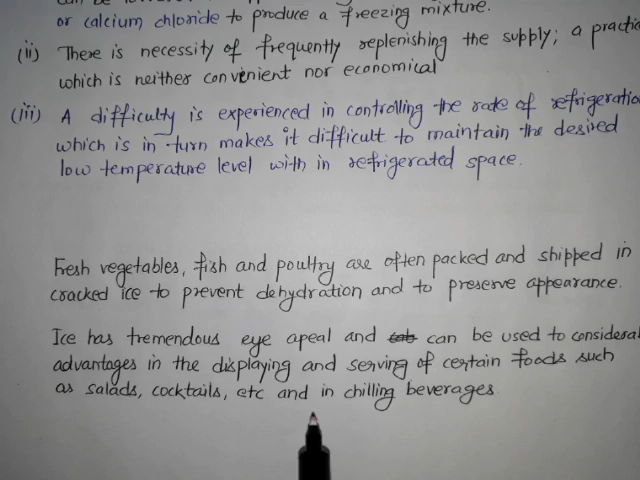 can be
or calcium chloride to produce a freezing mixture.
(ii) There is necessity of frequently replenishing the supply; a practi
which is neither convenient nor economical
(iii) A difficulty is experienced in controlling the rate of refrigeratio
which is in turn makes it difficult to maintain the desired
low temperature level with in refrigerated space.
Fresh vegetables, fish and poultry are often packed and shipped in
cracked ice to prevent dehydration and to preserve appearance.
Ice has tremendous eye apeal and can be used to considerab
advantages in the displaying and serving of certain foods such
as salads, cocktails, etc and in chilling beverages